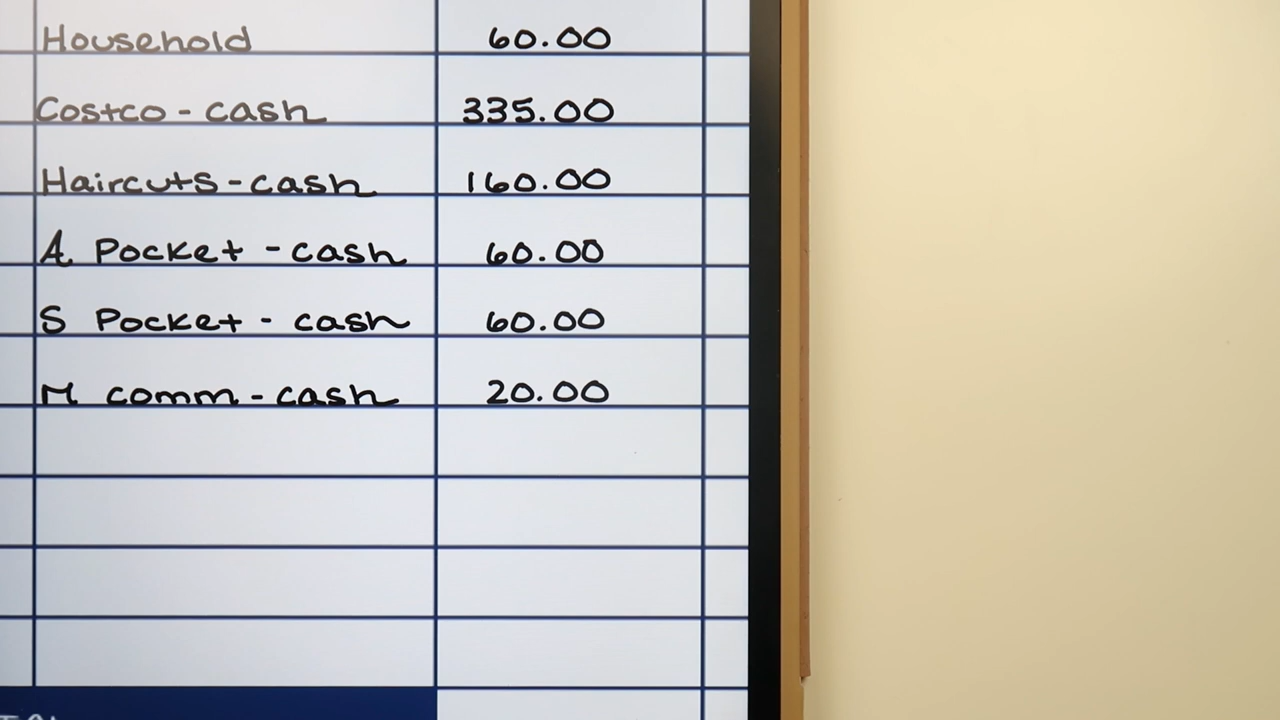 Household 60.00
Costco - cash 335.00
Haircuts - cash 160.00
A Pocket - cash 60.00
S Pocket - cash 60.00
M comm - cash 20.00